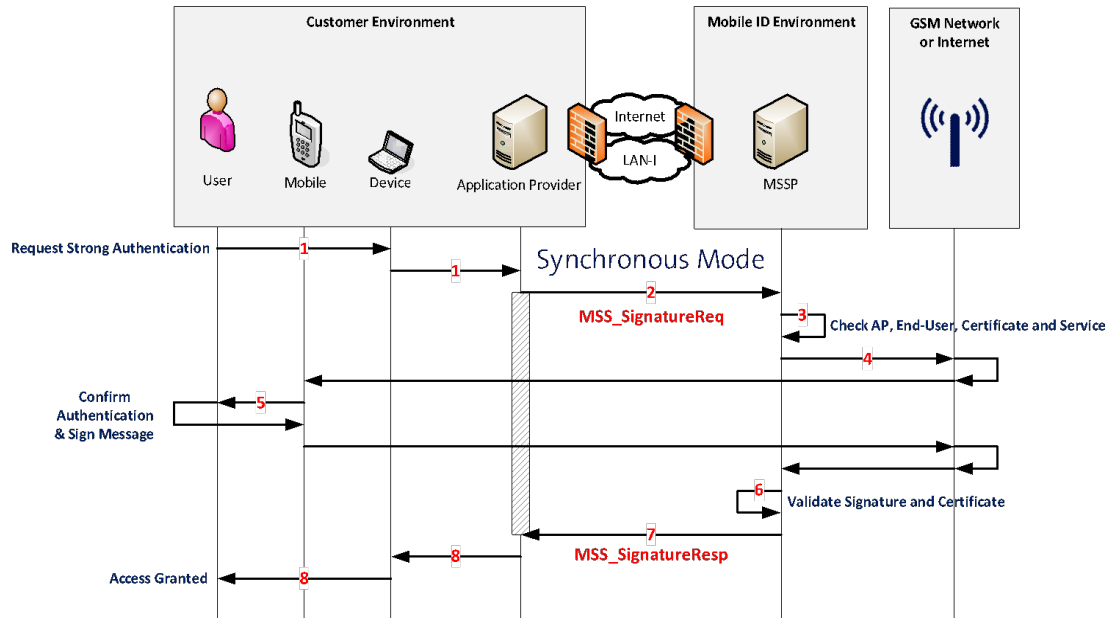 Customer Environment
Mobile ID Environment
GSM Network
or Internet
User
Mobile
Device
Application Provider
Internet
LAN-I
MSSP
Request Strong Authentication
1
1
Synchronous Mode
2
MSS_SignatureReq
3
Check AP, End-User, Certificate and Service
4
5
Confirm
Authentication
& Sign Message
6
Validate Signature and Certificate
7
MSS_SignatureResp
8
Access Granted
8